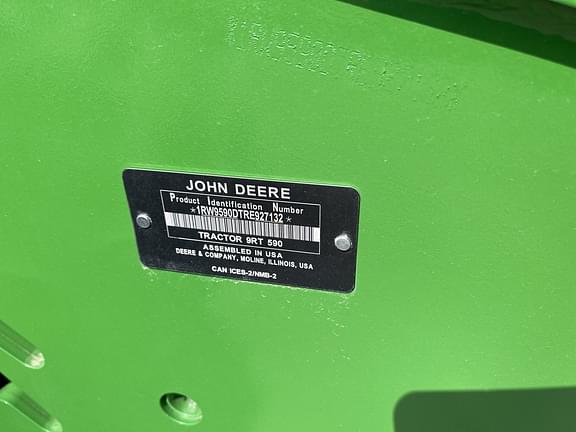 JOHN DEERE
Product Identification Number
*1RW9590DTRE927132*
TRACTOR 9RT 590
ASSEMBLED IN USA
DEERE & COMPANY, MOLINE, ILLINOIS, USA
CAN ICES-2/NMB-2